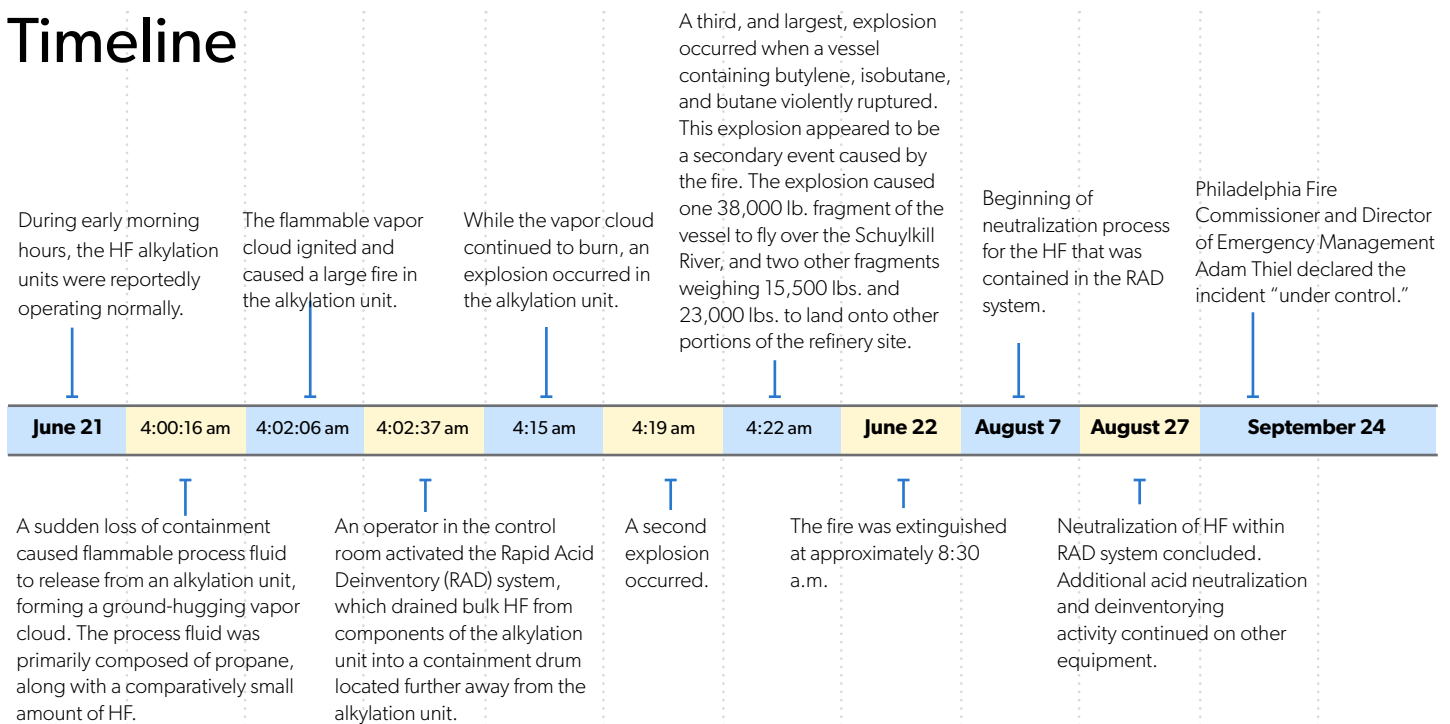 Timeline
During early morning
hours, the HF alkylation
units were reportedly
operating normally.
The flammable vapor
cloud ignited and
caused a large fire in
the alkylation unit.
While the vapor cloud
continued to burn, an
explosion occurred in
the alkylation unit.
A third, and largest, explosion
occurred when a vessel
containing butylene, isobutane,
and butane violently ruptured.
This explosion appeared to be
a secondary event caused by
the fire. The explosion caused
one 38,000 lb. fragment of the
vessel to fly over the Schuylkill
River, and two other fragments
weighing 15,500 lbs. and
23,000 lbs. to land onto other
portions of the refinery site.
Beginning of
neutralization process
for the HF that was
contained in the RAD
system.
Philadelphia Fire
Commissioner and Director
of Emergency Management
Adam Thiel declared the
incident “under control.”
June 21 4:00:16 am 4:02:06 am 4:02:37 am 4:15 am 4:19 am 4:22 am June 22 August 7 August 27 September 24
A sudden loss of containment
caused flammable process fluid
to release from an alkylation unit,
forming a ground-hugging vapor
cloud. The process fluid was
primarily composed of propane,
along with a comparatively small
amount of HF.
An operator in the control
room activated the Rapid Acid
Deinventory (RAD) system,
which drained bulk HF from
components of the alkylation
unit into a containment drum
located further away from the
alkylation unit.
A second
explosion
occurred.
The fire was extinguished
at approximately 8:30
a.m.
Neutralization of HF within
RAD system concluded.
Additional acid neutralization
and deinventorying
activity continued on other
equipment.